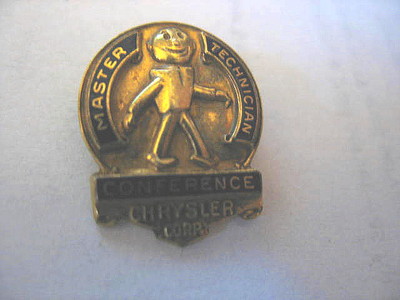 MASTER TECHNICIAN
CONFERENCE
CHRYSLER
CORP.